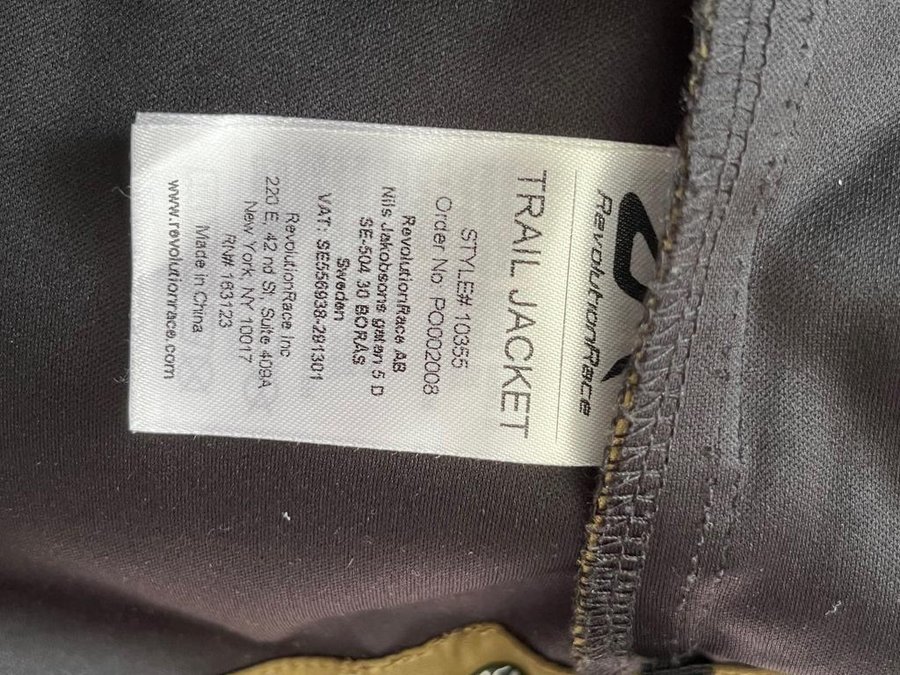 RevolutionRace
TRAIL JACKET
STYLE# 10355
Order No. PO002008
RevolutionRace AB
Nils Jakobsons gatan 5 D
SE-504 30 BORÅS
Sweden
VAT: SE556938-291301
RevolutionRace Inc
220 E. 42 nd St, Suite 409A
New York NY 10017
RN# 163123
Made in China
www.revolutionrace.com